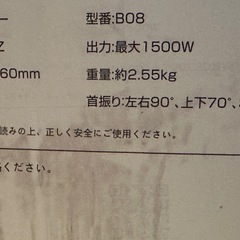 ー 型番:B08
Z 出力:最大1500W
60mm 重量:約2.55kg
首振り:左右90°、上下70°
読みの上、正しく安全にご使用ください。
ください。